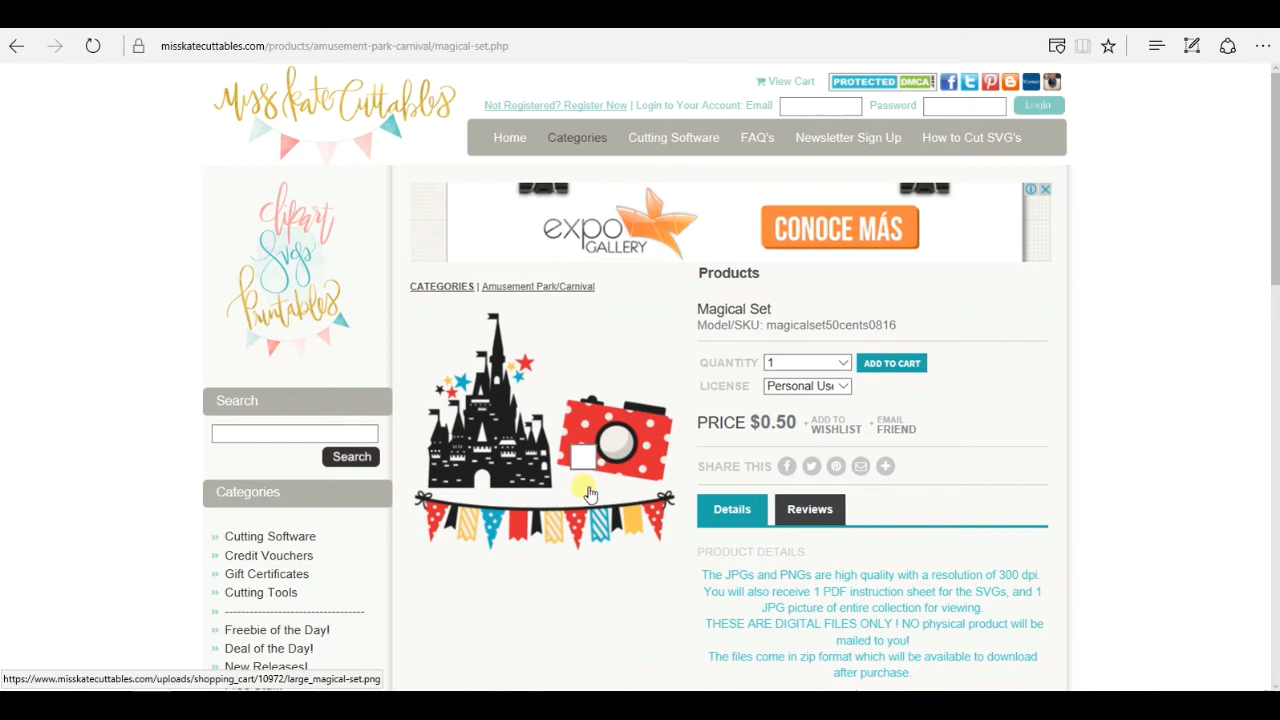 misskatecuttables.com/products/amusement-park-carnival/magical-set.php
Miss Kate Cuttables
View Cart
PROTECTED DMCA
Not Registered? Register Now | Login to Your Account: Email
Password
Login
Home
Categories
Cutting Software
FAQ's
Newsletter Sign Up
How to Cut SVG's
clipart
SVGs
Printables
expo
GALLERY
CONOCE MÁS
CATEGORIES | Amusement Park/Carnival
Products
Magical Set
Model/SKU: magicalset50cents0816
QUANTITY 1 ADD TO CART
LICENSE Personal Use
PRICE $0.50
+ ADD TO WISHLIST
+ EMAIL FRIEND
SHARE THIS
Details
Reviews
PRODUCT DETAILS
The JPGs and PNGs are high quality with a resolution of 300 dpi.
You will also receive 1 PDF instruction sheet for the SVGs, and 1
JPG picture of entire collection for viewing.
THESE ARE DIGITAL FILES ONLY ! NO physical product will be
mailed to you!
The files come in zip format which will be available to download
after purchase.
Search
Search
Categories
» Cutting Software
» Credit Vouchers
» Gift Certificates
» Cutting Tools
» ----------------------------------
» Freebie of the Day!
» Deal of the Day!
» New Releases!
https://www.misskatecuttables.com/uploads/shopping_cart/10972/large_magical-set.png